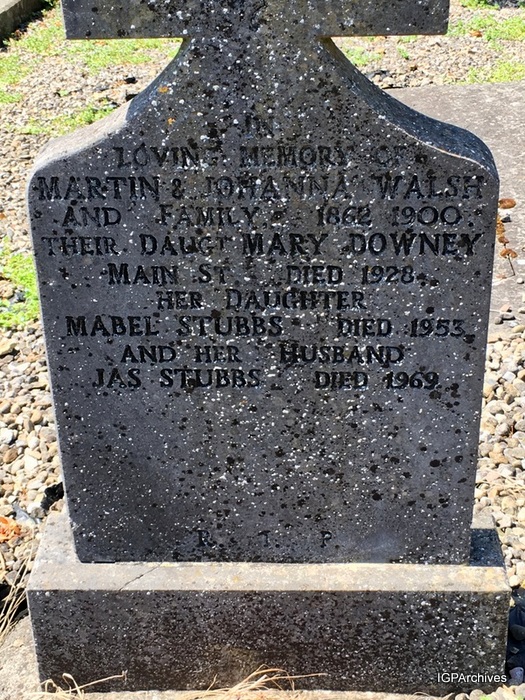 IN
LOVING MEMORY OF
MARTIN & JOHANNA WALSH
AND FAMILY 1862 1900
THEIR DAUGT MARY DOWNEY
MAIN ST DIED 1928
HER DAUGHTER
MABEL STUBBS DIED 1953
AND HER HUSBAND
JAS STUBBS DIED 1969
R. I. P
IGPArchives